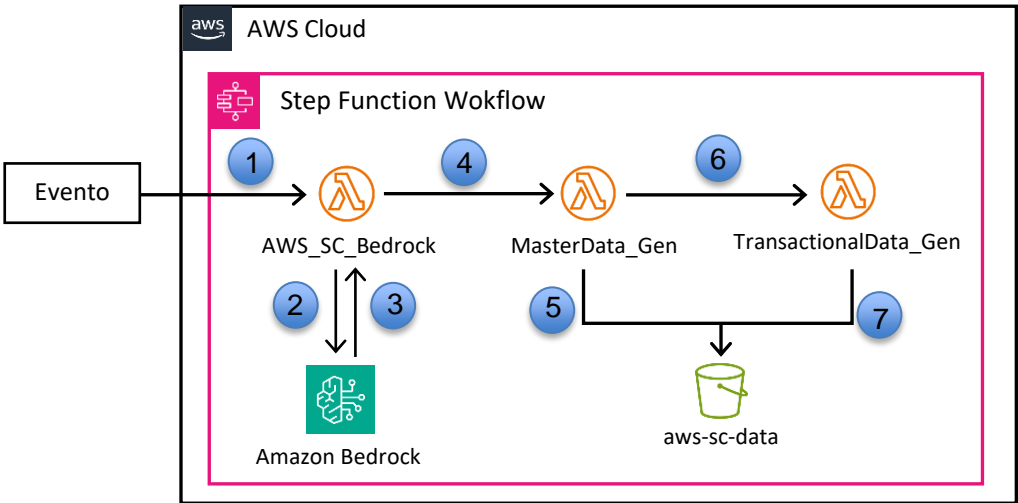 aws
AWS Cloud
Step Function Wokflow
1
4
6
Evento
AWS_SC_Bedrock
MasterData_Gen
TransactionalData_Gen
2
3
5
7
Amazon Bedrock
aws-sc-data